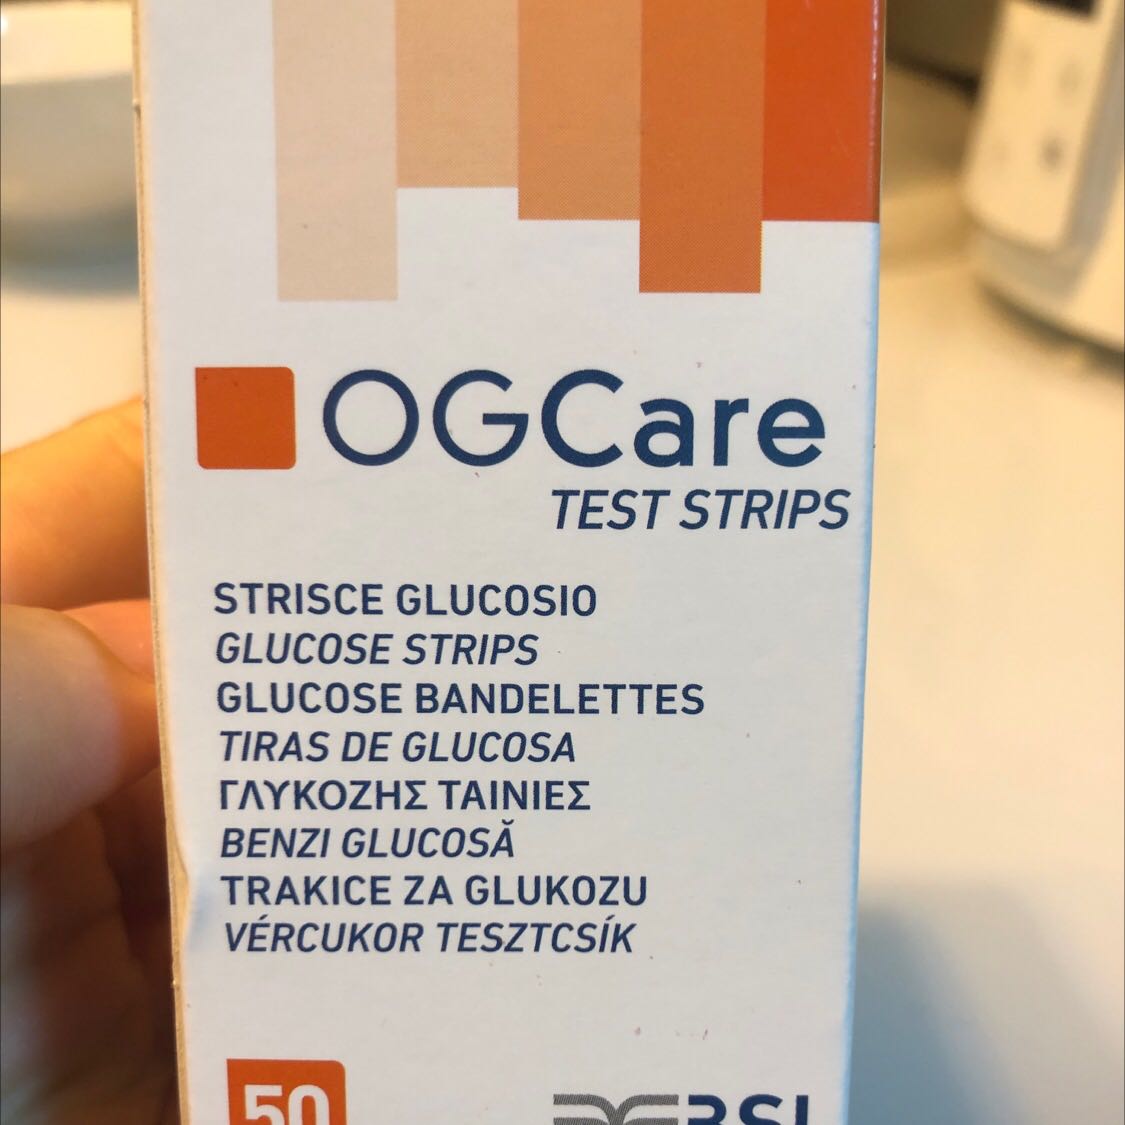 OGCare
TEST STRIPS
STRISCE GLUCOSIO
GLUCOSE STRIPS
GLUCOSE BANDELETTES
TIRAS DE GLUCOSA
ΓΛΥΚΟΖΗΣ ΤΑΙΝΙΕΣ
BENZI GLUCOSĂ
TRAKICE ZA GLUKOZU
VÉRCUKOR TESZTCSÍK
50